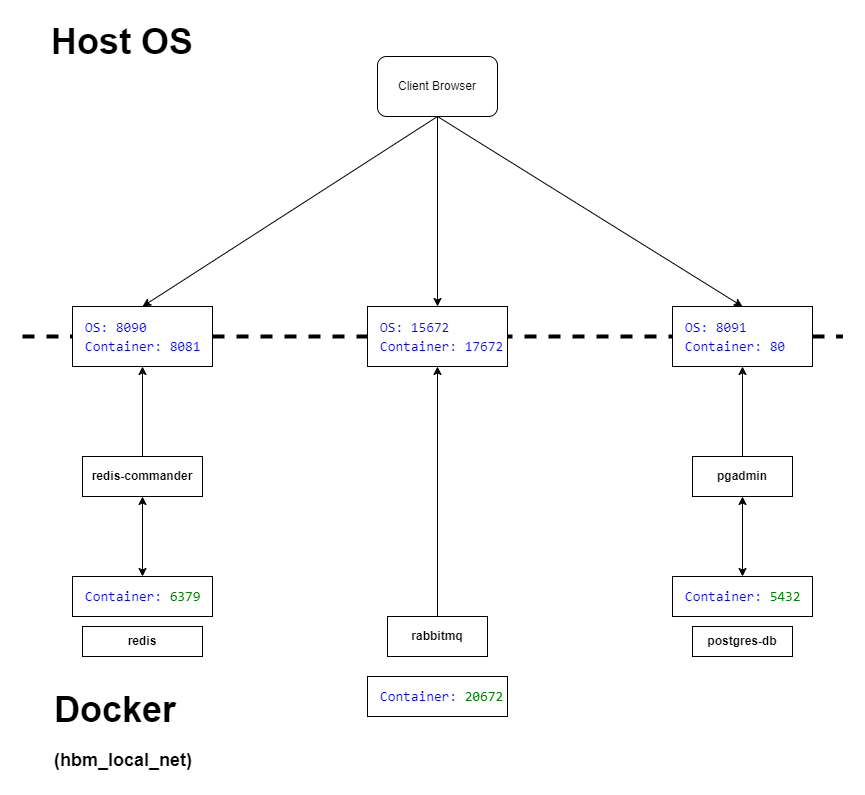 Host OS
Client Browser
OS: 8090
Container: 8081
OS: 15672
Container: 17672
OS: 8091
Container: 80
redis-commander
pgadmin
Container: 6379
Container: 5432
redis
rabbitmq
postgres-db
Container: 20672
Docker
(hbm_local_net)